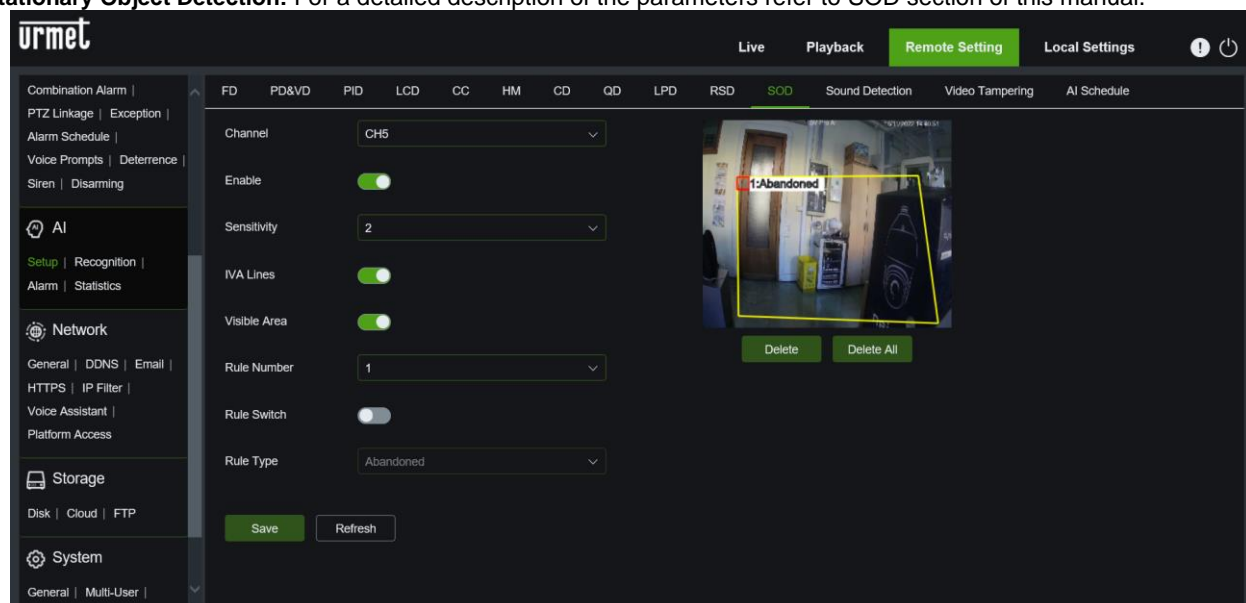 tationary Object Detection. For a detailed description of the parameters refer to SOD section of this manual.
urmet
Live Playback Remote Setting Local Settings
Combination Alarm |
PTZ Linkage | Exception |
Alarm Schedule |
Voice Prompts | Deterrence |
Siren | Disarming
AI
Setup | Recognition |
Alarm | Statistics
Network
General | DDNS | Email |
HTTPS | IP Filter |
Voice Assistant |
Platform Access
Storage
Disk | Cloud | FTP
System
General | Multi-User |
FD PD&VD PID LCD CC HM CD QD LPD RSD SOD Sound Detection Video Tampering AI Schedule
Channel CH5
Enable
Sensitivity 2
IVA Lines
Visible Area
Rule Number 1
Rule Switch
Rule Type Abandoned
Save Refresh
1:Abandoned
Delete Delete All